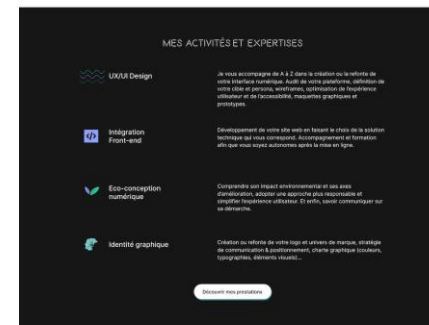 MES ACTIVITÉS ET EXPERTISES
UX/UI Design
Je vous accompagne de A à Z dans la création ou la refonte de
votre interface numérique. Audit de votre plateforme, définition de
votre cible et persona, wireframes, optimisation de l'expérience
utilisateur et de l'accessibilité, maquettes graphiques et
prototypes.
Intégration
Front-end
Développement de votre site web en faisant le choix de la solution
technique qui vous correspond. Accompagnement et formation
afin que vous soyez autonomes après la mise en ligne.
Eco-conception
numérique
Comprendre son impact environnemental et ses axes
d'amélioration, adopter une approche plus responsable et
simplifier l'expérience utilisateur. Et enfin, savoir communiquer sur
sa démarche.
Identité graphique
Création ou refonte de votre logo et univers de marque, stratégie
de communication & positionnement, charte graphique (couleurs,
typographies, éléments visuels)...
Découvrir mes prestations